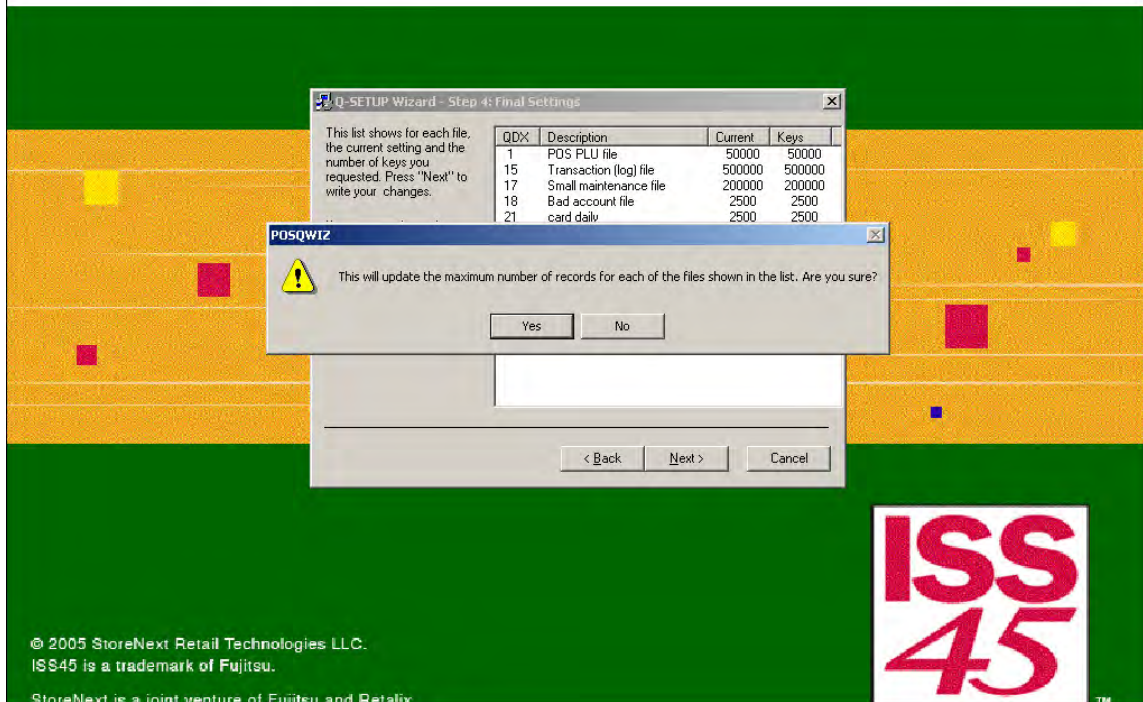 Q-SETUP Wizard - Step 4: Final Settings
This list shows for each file,
the current setting and the
number of keys you
requested. Press "Next" to
write your changes.
QDX Description Current Keys
1 POS PLU file 50000 50000
15 Transaction (log) file 500000 500000
17 Small maintenance file 200000 200000
18 Bad account file 2500 2500
21 card daily 2500 2500
POSQWIZ
This will update the maximum number of records for each of the files shown in the list. Are you sure?
Yes No
< Back Next > Cancel
ISS
45
TM
© 2005 StoreNext Retail Technologies LLC.
ISS45 is a trademark of Fujitsu.
StoreNext is a joint venture of Fujitsu and Retalix